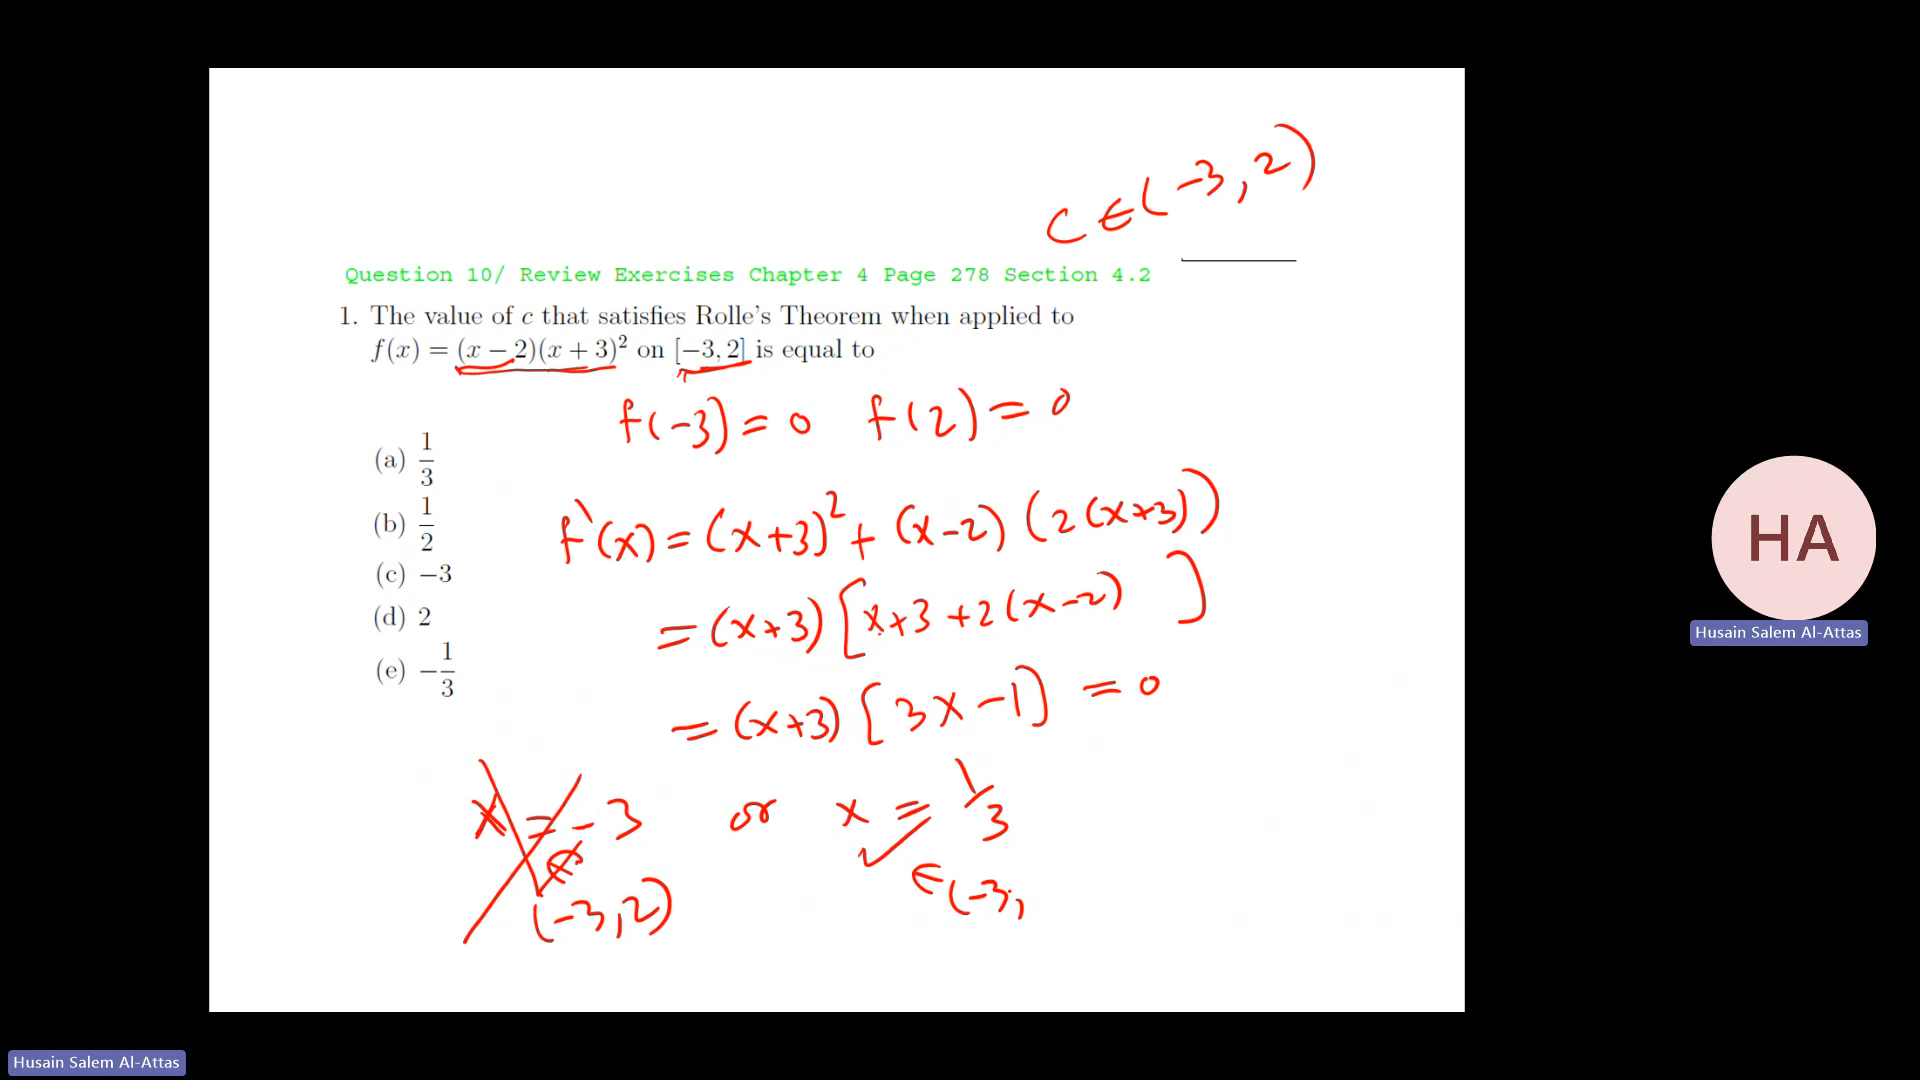 C ∈ (-3, 2)
Question 10/ Review Exercises Chapter 4 Page 278 Section 4.2
1. The value of c that satisfies Rolle's Theorem when applied to
f(x) = (x − 2)(x + 3)² on [−3, 2] is equal to
f(-3) = 0 f(2) = 0
(a) 1/3
(b) 1/2
f'(x) = (x+3)² + (x-2)(2(x+3))
(c) −3
= (x+3)[x+3+2(x-2)]
(d) 2
(e) −1/3
= (x+3)[3x-1] = 0
x = -3 or x = 1/3
∉ (-3,2)
✓ ∈ (-3,
HA
Husain Salem Al-Attas
Husain Salem Al-Attas